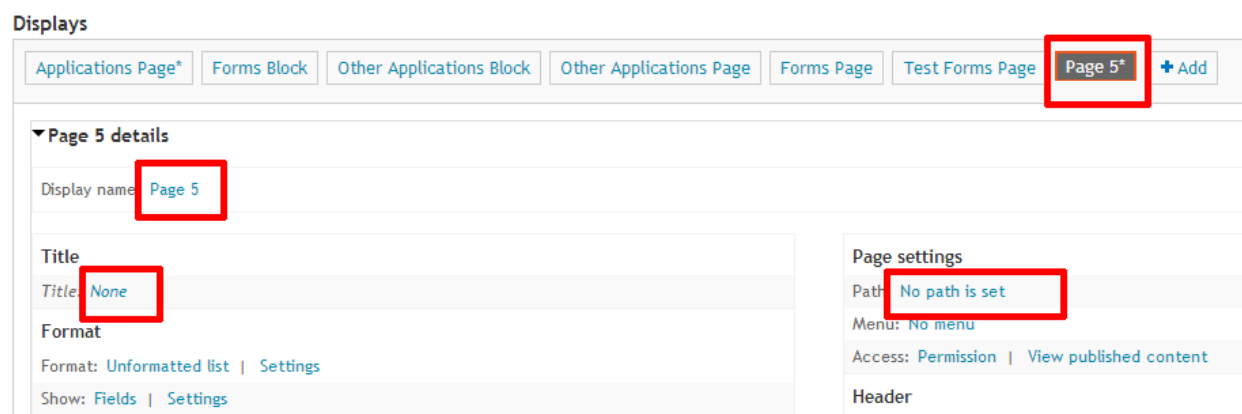 Displays
Applications Page* Forms Block Other Applications Block Other Applications Page Forms Page Test Forms Page Page 5* +Add
Page 5 details
Display name Page 5
Title
Title: None
Format
Format: Unformatted list | Settings
Show: Fields | Settings
Page settings
Path No path is set
Menu: No menu
Access: Permission | View published content
Header